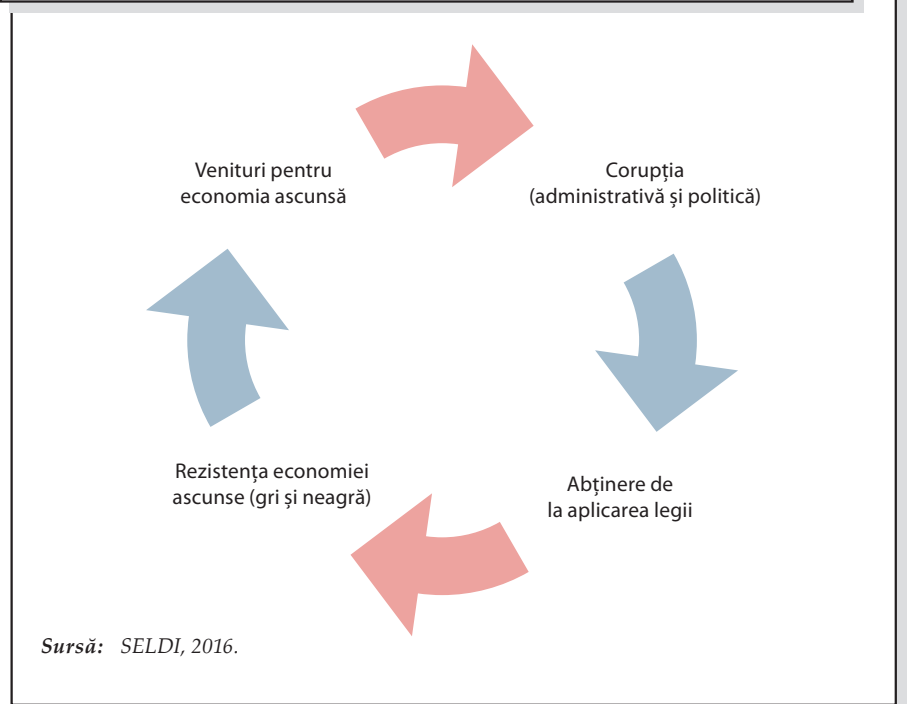 Venituri pentru
economia ascunsă
Corupția
(administrativă și politică)
Rezistența economiei
ascunse (gri și neagră)
Abținere de
la aplicarea legii
Sursă: SELDI, 2016.